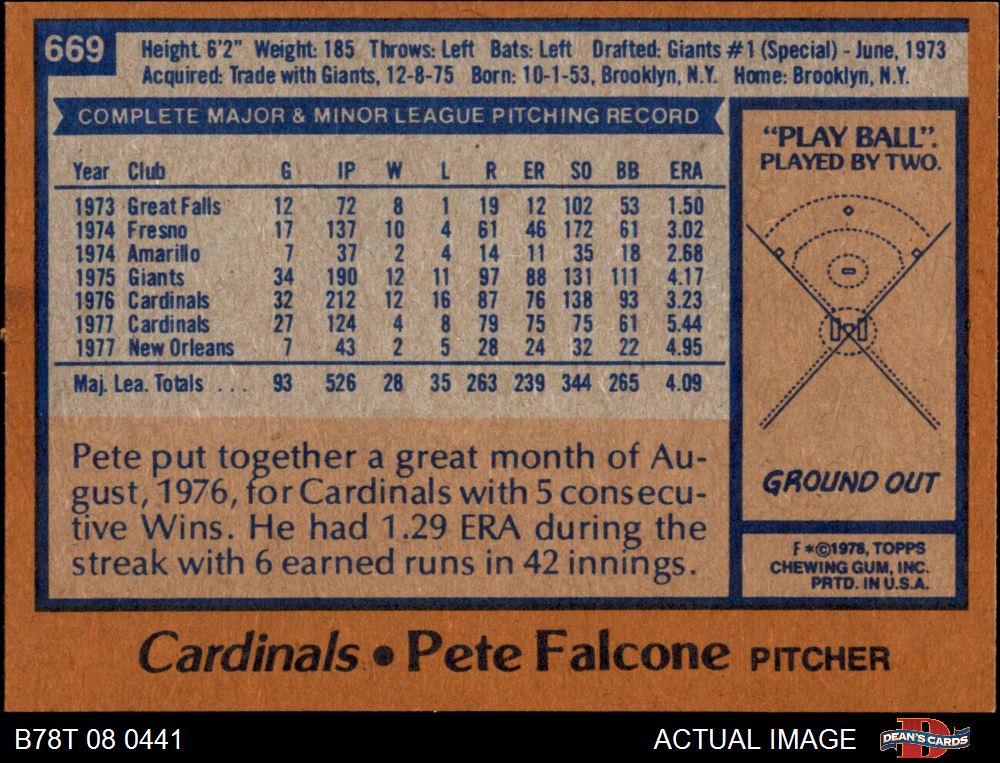 669
Height 6'2" Weight: 185 Throws: Left Bats: Left Drafted: Giants #1 (Special) - June, 1973
Acquired: Trade with Giants, 12-8-75 Born: 10-1-53, Brooklyn, N.Y. Home: Brooklyn, N.Y.
COMPLETE MAJOR & MINOR LEAGUE PITCHING RECORD
Year Club G IP W L R ER SO BB ERA
1973 Great Falls 12 72 8 1 19 12 102 53 1.50
1974 Fresno 17 137 10 4 61 46 172 61 3.02
1974 Amarillo 7 37 2 4 14 11 35 18 2.68
1975 Giants 34 190 12 11 97 88 131 111 4.17
1976 Cardinals 32 212 12 16 87 76 138 93 3.23
1977 Cardinals 27 124 4 8 79 75 75 61 5.44
1977 New Orleans 7 43 2 5 28 24 32 22 4.95
Maj. Lea. Totals . . . 93 526 28 35 263 239 344 265 4.09
Pete put together a great month of Au-
gust, 1976, for Cardinals with 5 consecu-
tive Wins. He had 1.29 ERA during the
streak with 6 earned runs in 42 innings.
"PLAY BALL".
PLAYED BY TWO.
GROUND OUT
F *©1978, TOPPS
CHEWING GUM, INC.
PRTD. IN U.S.A.
Cardinals • Pete Falcone PITCHER
B78T 08 0441
ACTUAL IMAGE
D
DEAN'S CARDS